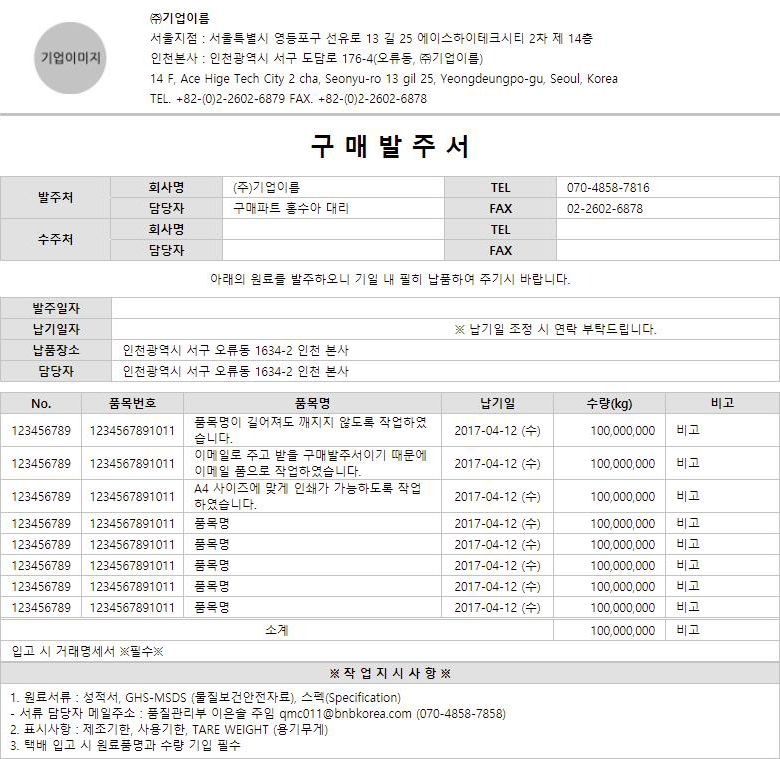 기업이미지
㈜기업이름
서울지점 : 서울특별시 영등포구 선유로 13 길 25 에이스하이테크시티 2차 제 14층
인천본사 : 인천광역시 서구 도담로 176-4(오류동, ㈜기업이름)
14 F, Ace Hige Tech City 2 cha, Seonyu-ro 13 gil 25, Yeongdeungpo-gu, Seoul, Korea
TEL. +82-(0)2-2602-6879 FAX. +82-(0)2-2602-6878
구 매 발 주 서
발주처 회사명 (주)기업이름 TEL 070-4858-7816
담당자 구매파트 홍수아 대리 FAX 02-2602-6878
수주처 회사명 TEL
담당자 FAX
아래의 원료를 발주하오니 기일 내 필히 납품하여 주기시 바랍니다.
발주일자
납기일자 ※ 납기일 조정 시 연락 부탁드립니다.
납품장소 인천광역시 서구 오류동 1634-2 인천 본사
담당자 인천광역시 서구 오류동 1634-2 인천 본사
No. 품목번호 품목명 납기일 수량(kg) 비고
123456789 1234567891011 품목명이 길어져도 깨지지 않도록 작업하였
습니다. 2017-04-12 (수) 100,000,000 비고
123456789 1234567891011 이메일로 주고 받을 구매발주서이기 때문에
이메일 폼으로 작업하였습니다. 2017-04-12 (수) 100,000,000 비고
123456789 1234567891011 A4 사이즈에 맞게 인쇄가 가능하도록 작업
하였습니다. 2017-04-12 (수) 100,000,000 비고
123456789 1234567891011 품목명 2017-04-12 (수) 100,000,000 비고
123456789 1234567891011 품목명 2017-04-12 (수) 100,000,000 비고
123456789 1234567891011 품목명 2017-04-12 (수) 100,000,000 비고
123456789 1234567891011 품목명 2017-04-12 (수) 100,000,000 비고
123456789 1234567891011 품목명 2017-04-12 (수) 100,000,000 비고
소계 100,000,000 비고
입고 시 거래명세서 ※필수※
※ 작 업 지 시 사 항 ※
1. 원료서류 : 성적서, GHS-MSDS (물질보건안전자료), 스펙(Specification)
- 서류 담당자 메일주소 : 품질관리부 이은솔 주임 qmc011@bnbkorea.com (070-4858-7858)
2. 표시사항 : 제조기한, 사용기한, TARE WEIGHT (용기무게)
3. 택배 입고 시 원료품명과 수량 기입 필수